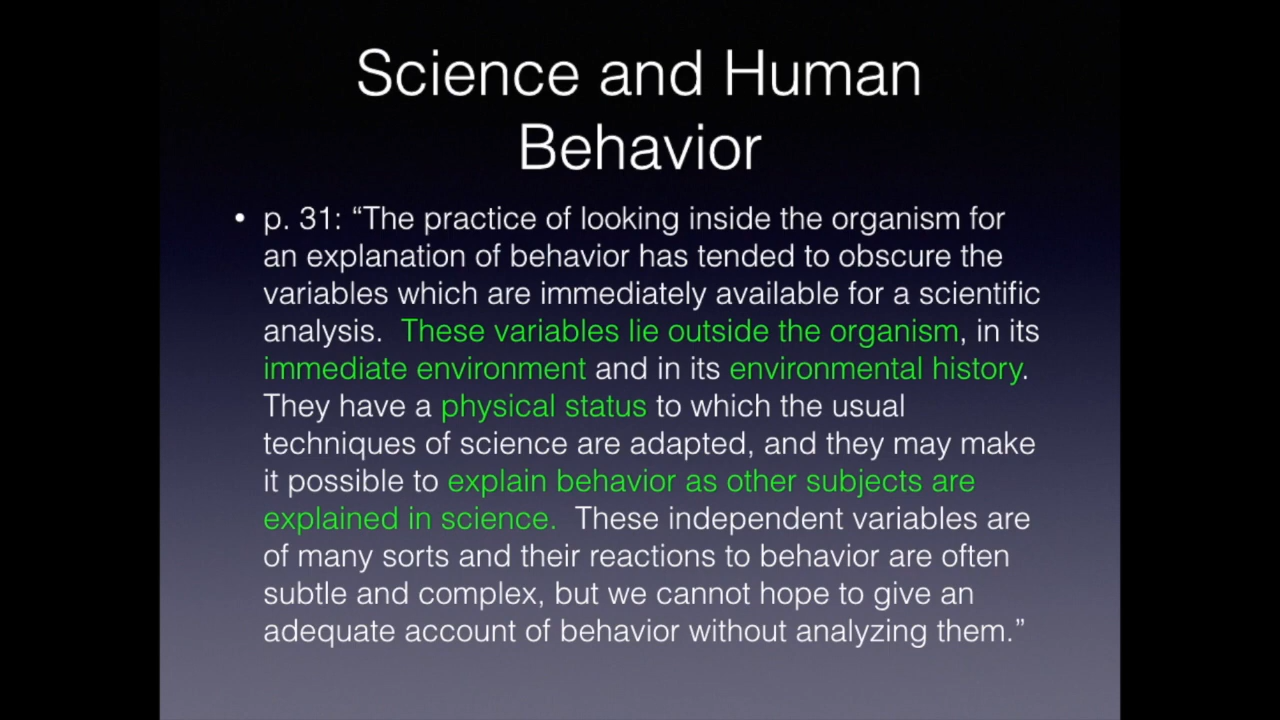 Science and Human
Behavior
• p. 31: “The practice of looking inside the organism for
an explanation of behavior has tended to obscure the
variables which are immediately available for a scientific
analysis.  These variables lie outside the organism, in its
immediate environment and in its environmental history.
They have a physical status to which the usual
techniques of science are adapted, and they may make
it possible to explain behavior as other subjects are
explained in science.  These independent variables are
of many sorts and their reactions to behavior are often
subtle and complex, but we cannot hope to give an
adequate account of behavior without analyzing them.”